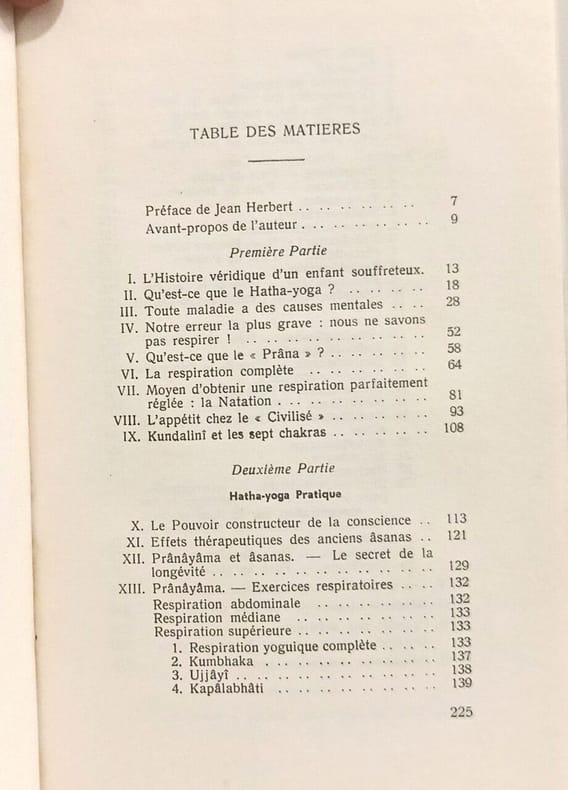 TABLE DES MATIERES
Préface de Jean Herbert .. .. .. .. .. .. 7
Avant-propos de l'auteur . .. .. .. .. .. .. 9
Première Partie
I. L'Histoire véridique d'un enfant souffreteux. 13
II. Qu'est-ce que le Hatha-yoga ? .. .. .. .. 18
III. Toute maladie a des causes mentales .. .. 28
IV. Notre erreur la plus grave : nous ne savons
pas respirer ! .. .. .. .. .. .. .. .. 52
V. Qu'est-ce que le « Prâna » ? .. .. .. .. .. 58
VI. La respiration complète .. .. .. .. .. 64
VII. Moyen d'obtenir une respiration parfaitement
réglée : la Natation . .. .. .. .. .. .. 81
VIII. L'appétit chez le « Civilisé » .. .. .. .. .. 93
IX. Kundalinî et les sept chakras .. .. .. .. .. 108
Deuxième Partie
Hatha-yoga Pratique
X. Le Pouvoir constructeur de la conscience .. 113
XI. Effets thérapeutiques des anciens âsanas .. 121
XII. Prânâyâma et âsanas. — Le secret de la
longévité .. .. .. .. .. .. .. .. .. 129
XIII. Prânâyâma. — Exercices respiratoires .. .. 132
Respiration abdominale .. .. .. .. .. 132
Respiration médiane .. .. .. .. .. .. 133
Respiration supérieure .. .. .. .. .. .. 133
1. Respiration yoguique complète .. .. .. 133
2. Kumbhaka . .. .. .. .. .. .. .. 137
3. Ujjâyî .. .. .. .. .. .. .. .. .. 138
4. Kapâlabhâti .. .. .. .. .. .. .. 139
225